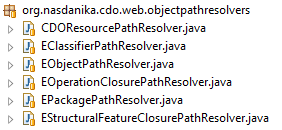 org.nasdanika.cdo.web.objectpathresolvers
CDOResourcePathResolver.java
EClassifierPathResolver.java
EObjectPathResolver.java
EOperationClosurePathResolver.java
EPackagePathResolver.java
EStructuralFeatureClosurePathResolver.java